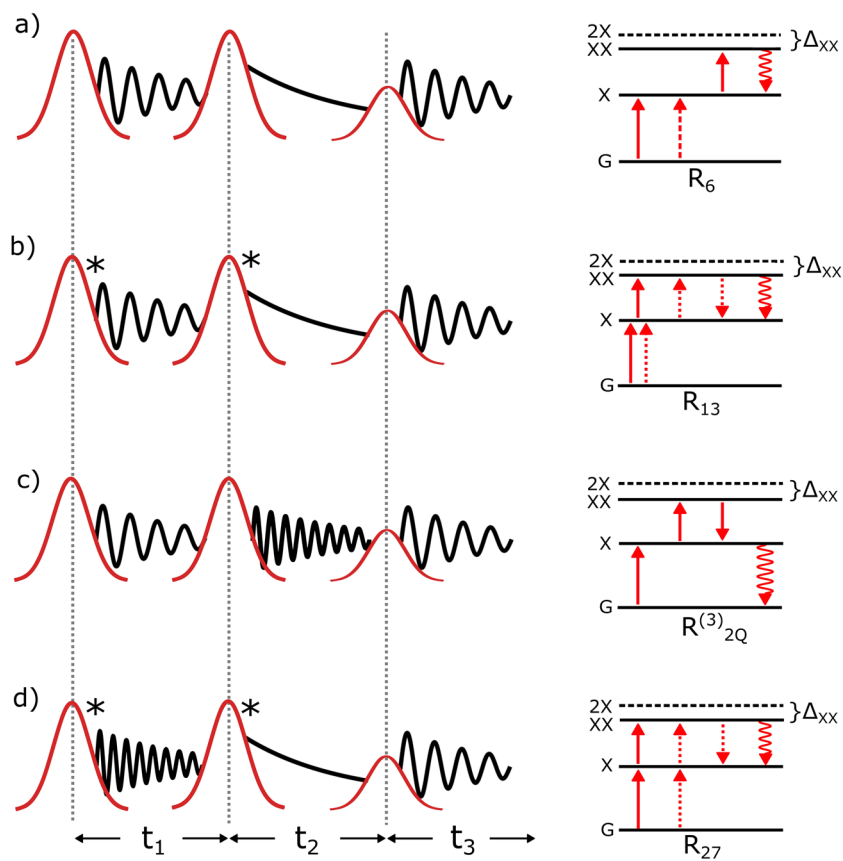 a)
2X
XX
}Δ_XX
X
G
R_6
b)
*
*
2X
XX
}Δ_XX
X
G
R_13
c)
2X
XX
}Δ_XX
X
G
R^(3)_2Q
d)
*
*
2X
XX
}Δ_XX
X
G
R_27
t_1 t_2 t_3